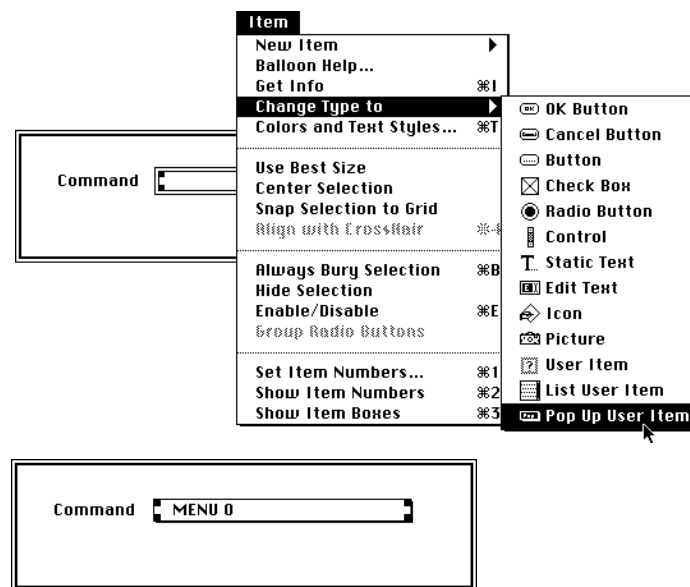 Item
New Item
Balloon Help...
Get Info ⌘I
Change Type to
Colors and Text Styles... ⌘T
Use Best Size
Center Selection
Snap Selection to Grid
Align with CrossHair
Always Bury Selection ⌘B
Hide Selection
Enable/Disable ⌘E
Group Radio Buttons
Set Item Numbers... ⌘1
Show Item Numbers ⌘2
Show Item Boxes ⌘3
OK Button
Cancel Button
Button
Check Box
Radio Button
Control
Static Text
Edit Text
Icon
Picture
User Item
List User Item
Pop Up User Item
Command
Command MENU 0